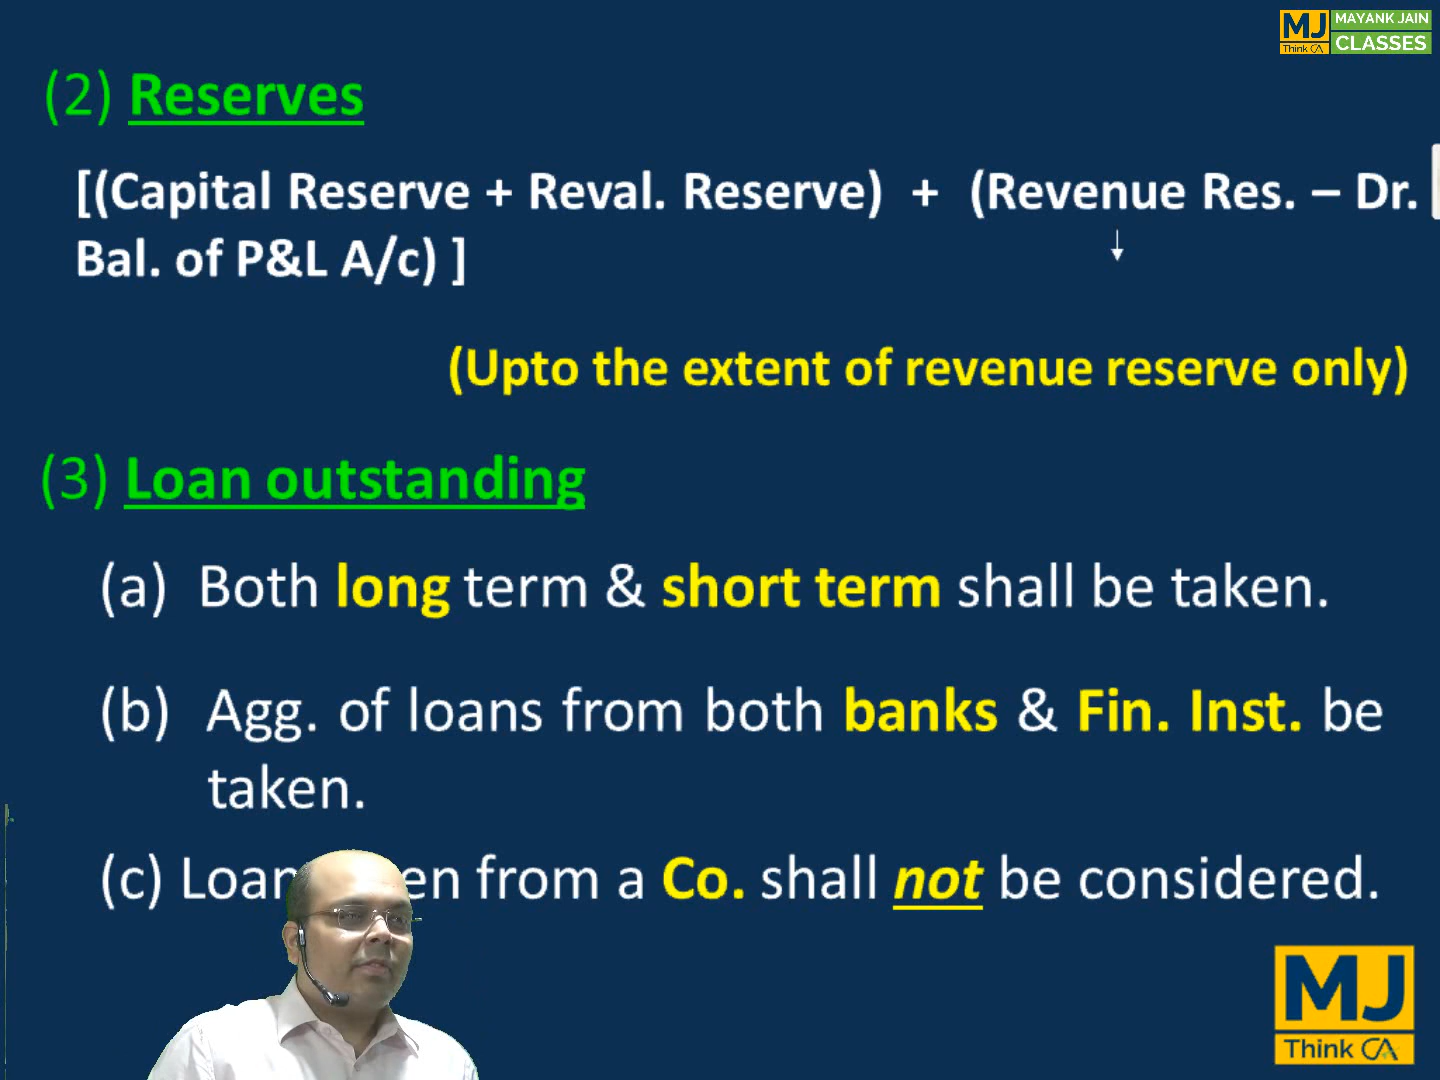 MJ
Think CA
MAYANK JAIN
CLASSES
(2) Reserves
[(Capital Reserve + Reval. Reserve) + (Revenue Res. – Dr.
Bal. of P&L A/c) ]
(Upto the extent of revenue reserve only)
(3) Loan outstanding
(a) Both long term & short term shall be taken.
(b) Agg. of loans from both banks & Fin. Inst. be
taken.
(c) from a Co. shall not be considered.
MJ
Think CA